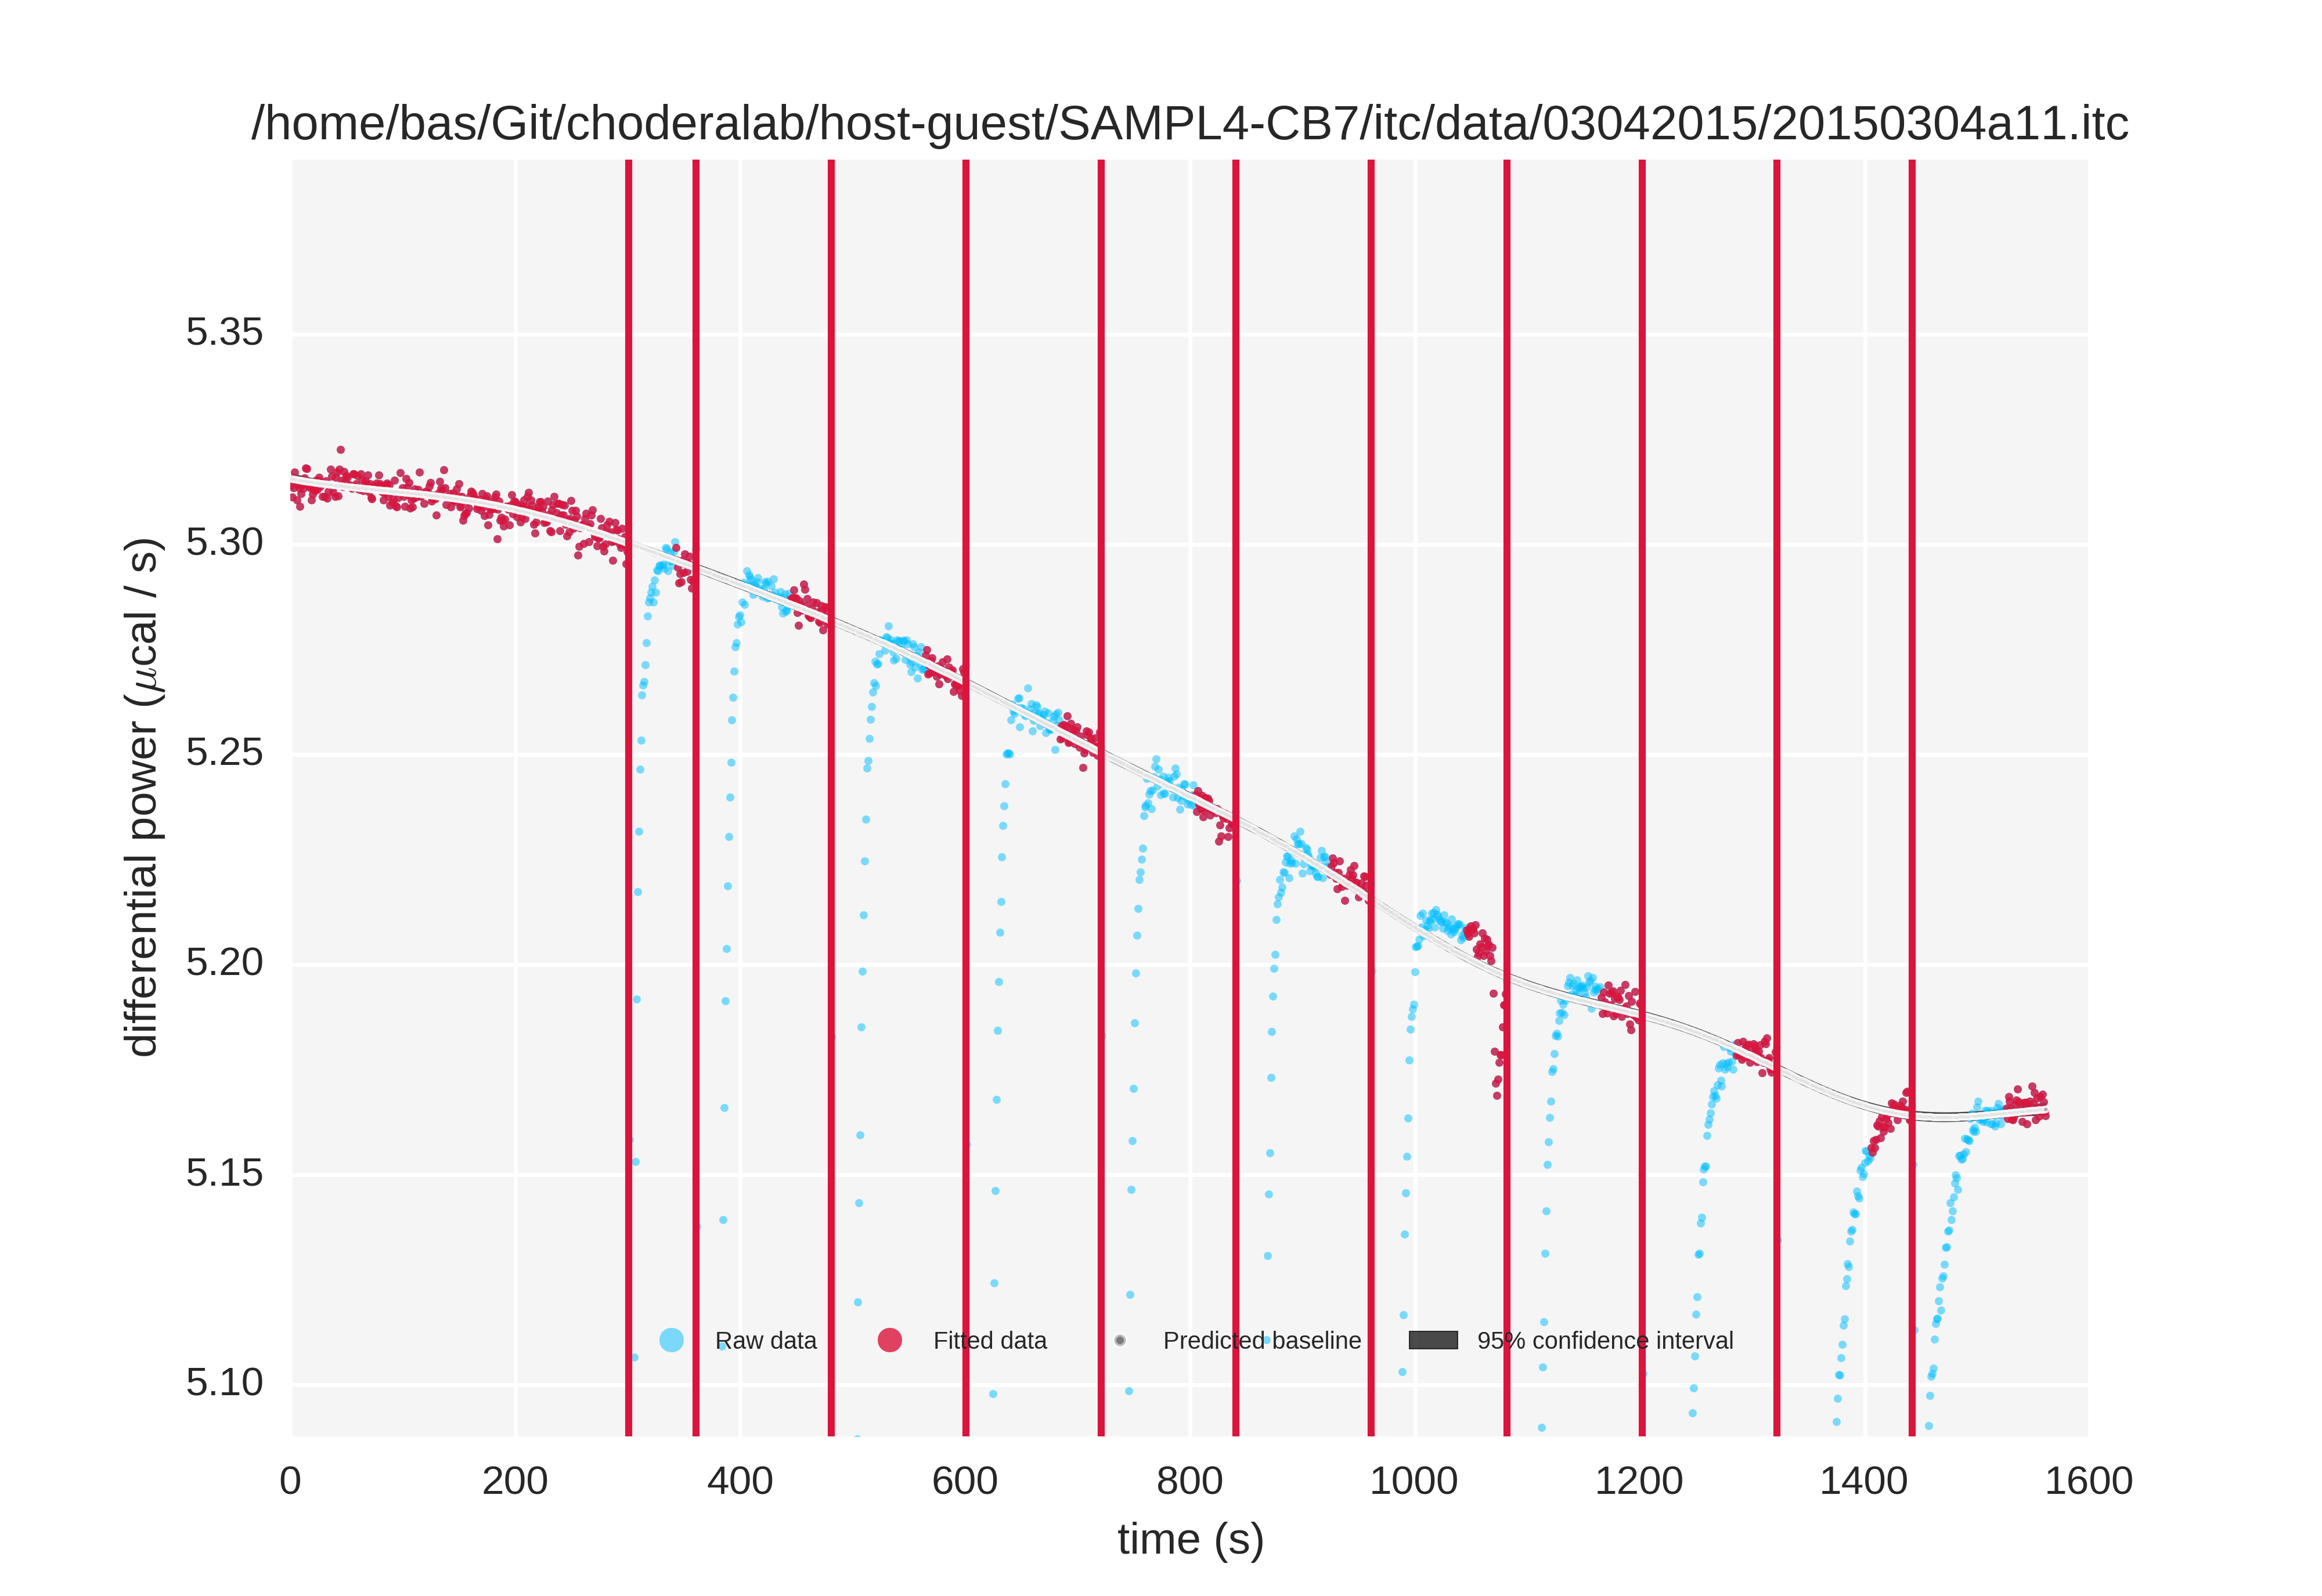 /home/bas/Git/choderalab/host-guest/SAMPL4-CB7/itc/data/03042015/20150304a11.itc
differential power (μcal / s)
5.35
5.30
5.25
5.20
5.15
5.10
Raw data
Fitted data
Predicted baseline
95% confidence interval
0 200 400 600 800 1000 1200 1400 1600
time (s)